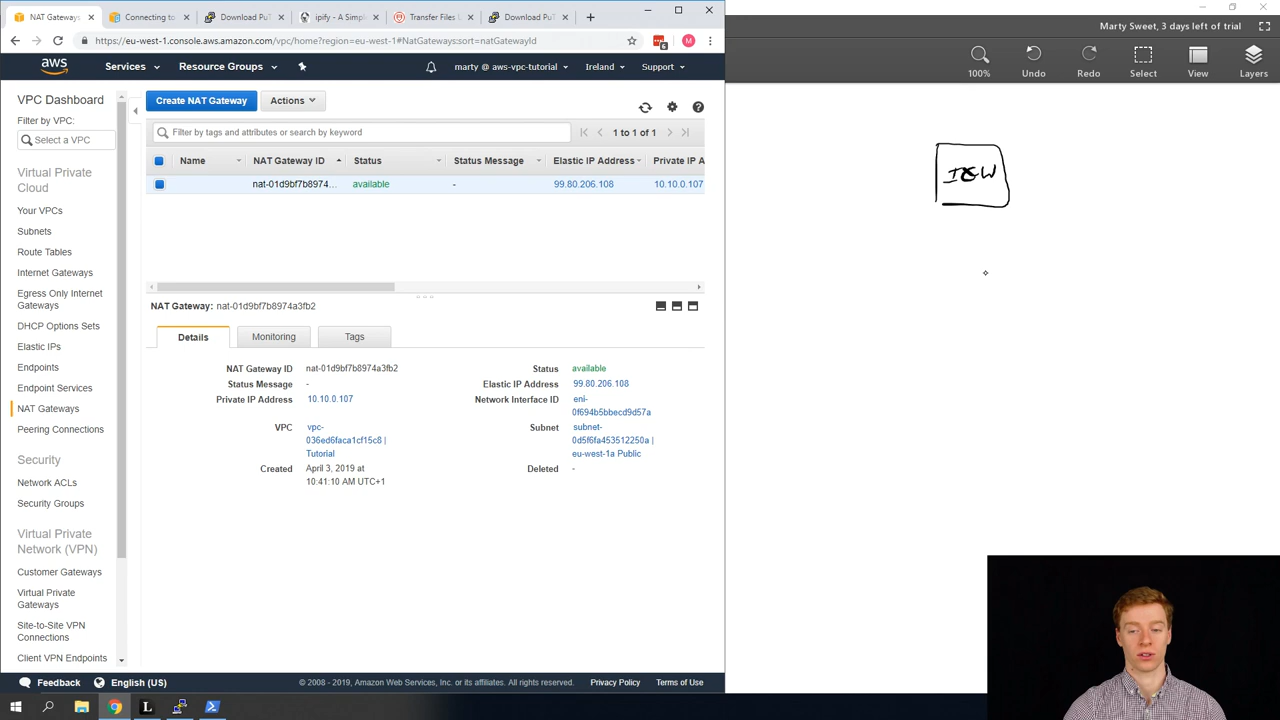 NAT Gateways
Connecting to
Download PuT
ipify - A Simpl
Transfer Files U
Download PuT
https://eu-west-1.console.aws.amazon.com/vpc/home?region=eu-west-1#NatGateways:sort=natGatewayId
6
M
Marty Sweet, 3 days left of trial
aws
Services
Resource Groups
marty @ aws-vpc-tutorial
Ireland
Support
100%
Undo
Redo
Select
View
Layers
VPC Dashboard
Filter by VPC:
Select a VPC
Virtual Private
Cloud
Your VPCs
Subnets
Route Tables
Internet Gateways
Egress Only Internet
Gateways
DHCP Options Sets
Elastic IPs
Endpoints
Endpoint Services
NAT Gateways
Peering Connections
Security
Network ACLs
Security Groups
Virtual Private
Network (VPN)
Customer Gateways
Virtual Private
Gateways
Site-to-Site VPN
Connections
Client VPN Endpoints
Create NAT Gateway
Actions
Filter by tags and attributes or search by keyword
1 to 1 of 1
Name NAT Gateway ID Status Status Message Elastic IP Address Private IP A
nat-01d9bf7b8974... available - 99.80.206.108 10.10.0.107
NAT Gateway: nat-01d9bf7b8974a3fb2
Details
Monitoring
Tags
NAT Gateway ID nat-01d9bf7b8974a3fb2
Status available
Status Message -
Elastic IP Address 99.80.206.108
Private IP Address 10.10.0.107
Network Interface ID eni-
0f694b5bbecd9d57a
VPC vpc-
036ed6faca1cf15c8 |
Tutorial
Subnet subnet-
0d5f6fa453512250a |
eu-west-1a Public
Created April 3, 2019 at
10:41:10 AM UTC+1
Deleted -
IGW
Feedback
English (US)
© 2008 - 2019, Amazon Web Services, Inc. or its affiliates. All rights reserved.
Privacy Policy
Terms of Use
L